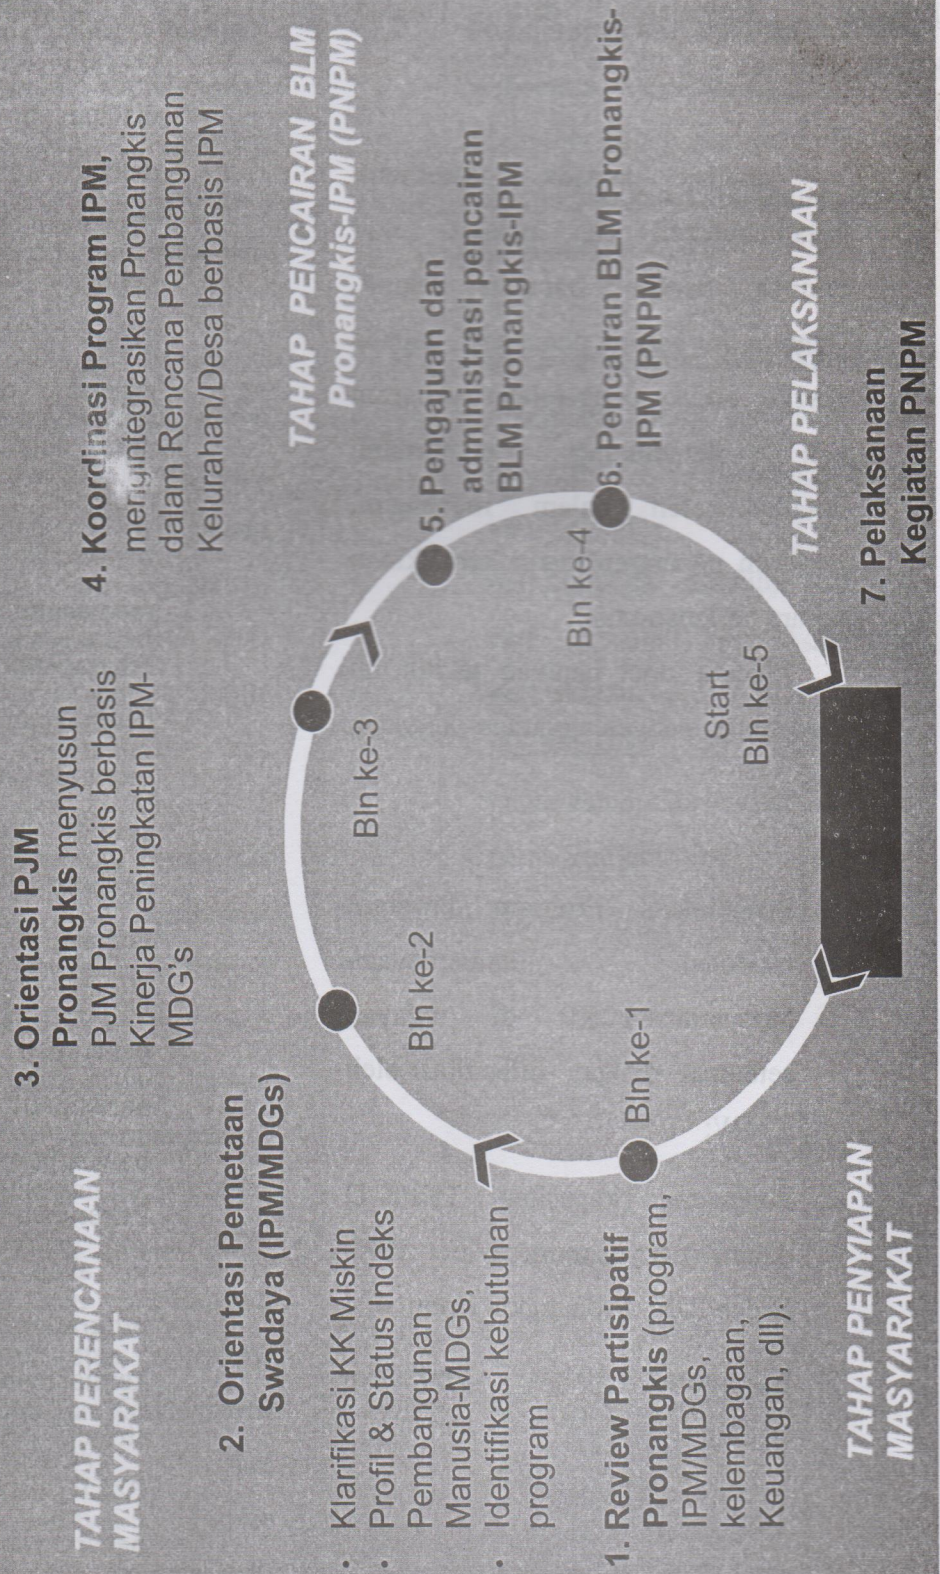 TAHAP PERENCANAAN
MASYARAKAT
3. Orientasi PJM
Pronangkis menyusun
PJM Pronangkis berbasis
Kinerja Peningkatan IPM-
MDG's
4. Koordinasi Program IPM,
mengintegrasikan Pronangkis
dalam Rencana Pembangunan
Kelurahan/Desa berbasis IPM
2. Orientasi Pemetaan
Swadaya (IPM/MDGs)
• Klarifikasi KK Miskin
• Profil & Status Indeks
Pembangunan
Manusia-MDGs,
• Identifikasi kebutuhan
program
TAHAP PENCAIRAN BLM
Pronangkis-IPM (PNPM)
5. Pengajuan dan
administrasi pencairan
BLM Pronangkis-IPM
6. Pencairan BLM Pronangkis-
IPM (PNPM)
Bln ke-3
Bln ke-2
Bln ke-4
Bln ke-1
Start
Bln ke-5
1. Review Partisipatif
Pronangkis (program,
IPM/MDGs,
kelembagaan,
Keuangan, dll).
TAHAP PELAKSANAAN
TAHAP PENYIAPAN
MASYARAKAT
7. Pelaksanaan
Kegiatan PNPM